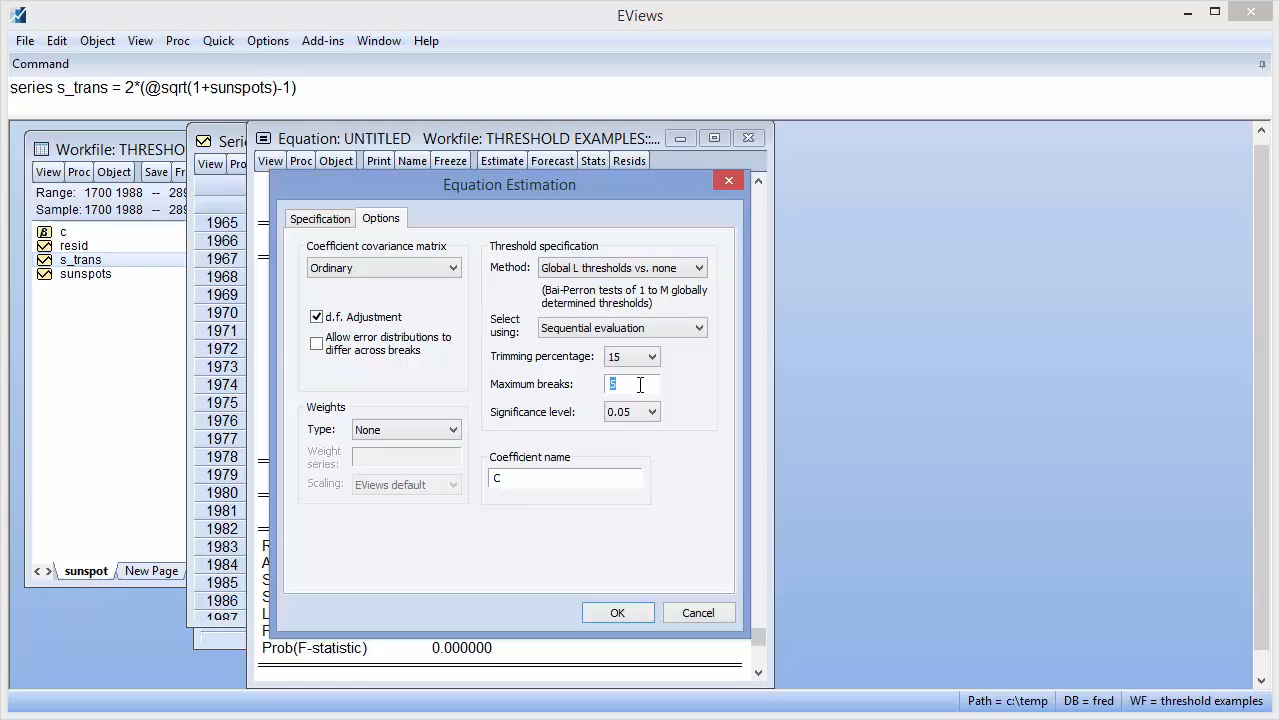 EViews
File Edit Object View Proc Quick Options Add-ins Window Help
Command
series s_trans = 2*(@sqrt(1+sunspots)-1)
Workfile: THRESHO
View Proc Object Save Fr
Range: 1700 1988 -- 289
Sample: 1700 1988 -- 289
c
resid
s_trans
sunspots
sunspot New Page
Serie
View Pro
1965
1966
1967
1968
1969
1970
1971
1972
1973
1974
1975
1976
1977
1978
1979
1980
1981
1982
1983
1984
1985
1986
1987
Equation: UNTITLED Workfile: THRESHOLD EXAMPLES::...
View Proc Object Print Name Freeze Estimate Forecast Stats Resids
R
A
S
S
L
F
Prob(F-statistic) 0.000000
Equation Estimation
Specification Options
Coefficient covariance matrix
Ordinary
d.f. Adjustment
Allow error distributions to
differ across breaks
Weights
Type: None
Weight
series:
Scaling: EViews default
Threshold specification
Method: Global L thresholds vs. none
(Bai-Perron tests of 1 to M globally
determined thresholds)
Select
using: Sequential evaluation
Trimming percentage: 15
Maximum breaks: 5
Significance level: 0.05
Coefficient name
C
OK Cancel
Path = c:\temp DB = fred WF = threshold examples